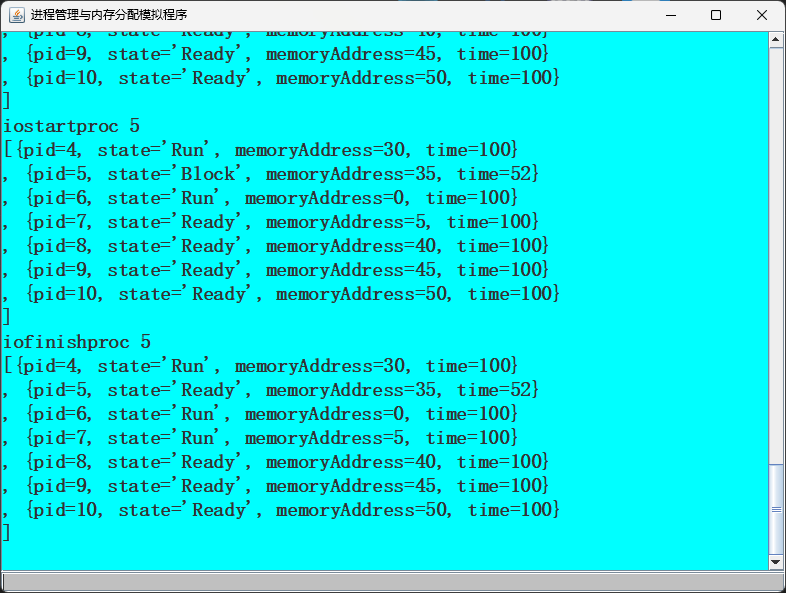 进程管理与内存分配模拟程序
, {pid=8, state='Ready', memoryAddress=40, time=100}
, {pid=9, state='Ready', memoryAddress=45, time=100}
, {pid=10, state='Ready', memoryAddress=50, time=100}
]
iostartproc 5
[{pid=4, state='Run', memoryAddress=30, time=100}
, {pid=5, state='Block', memoryAddress=35, time=52}
, {pid=6, state='Run', memoryAddress=0, time=100}
, {pid=7, state='Ready', memoryAddress=5, time=100}
, {pid=8, state='Ready', memoryAddress=40, time=100}
, {pid=9, state='Ready', memoryAddress=45, time=100}
, {pid=10, state='Ready', memoryAddress=50, time=100}
]
iofinishproc 5
[{pid=4, state='Run', memoryAddress=30, time=100}
, {pid=5, state='Ready', memoryAddress=35, time=52}
, {pid=6, state='Run', memoryAddress=0, time=100}
, {pid=7, state='Run', memoryAddress=5, time=100}
, {pid=8, state='Ready', memoryAddress=40, time=100}
, {pid=9, state='Ready', memoryAddress=45, time=100}
, {pid=10, state='Ready', memoryAddress=50, time=100}
]